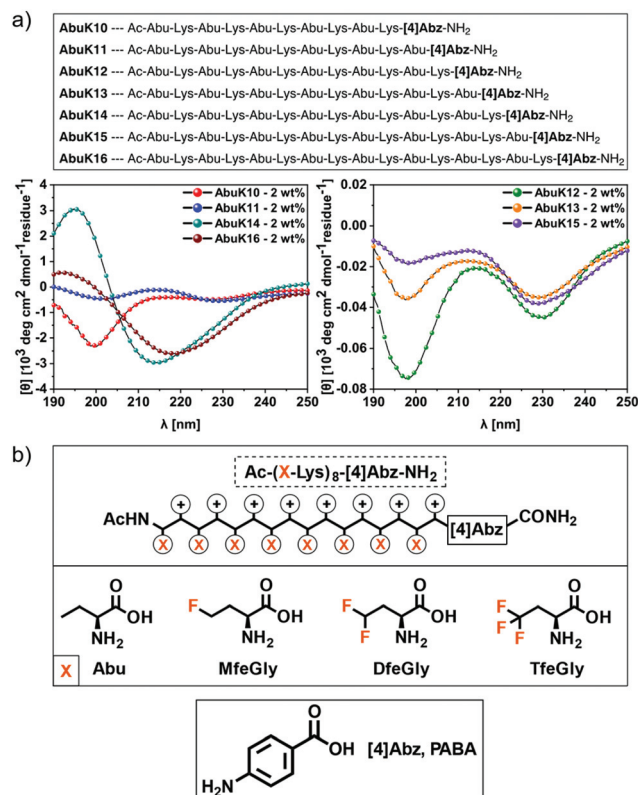 a)
AbuK10 --- Ac-Abu-Lys-Abu-Lys-Abu-Lys-Abu-Lys-Abu-Lys-[4]Abz-NH2
AbuK11 --- Ac-Abu-Lys-Abu-Lys-Abu-Lys-Abu-Lys-Abu-Lys-Abu-[4]Abz-NH2
AbuK12 --- Ac-Abu-Lys-Abu-Lys-Abu-Lys-Abu-Lys-Abu-Lys-Abu-Lys-[4]Abz-NH2
AbuK13 --- Ac-Abu-Lys-Abu-Lys-Abu-Lys-Abu-Lys-Abu-Lys-Abu-Lys-Abu-[4]Abz-NH2
AbuK14 --- Ac-Abu-Lys-Abu-Lys-Abu-Lys-Abu-Lys-Abu-Lys-Abu-Lys-Abu-Lys-[4]Abz-NH2
AbuK15 --- Ac-Abu-Lys-Abu-Lys-Abu-Lys-Abu-Lys-Abu-Lys-Abu-Lys-Abu-Lys-Abu-[4]Abz-NH2
AbuK16 --- Ac-Abu-Lys-Abu-Lys-Abu-Lys-Abu-Lys-Abu-Lys-Abu-Lys-Abu-Lys-Abu-Lys-[4]Abz-NH2
[θ] [10³ deg cm² dmol⁻¹residue⁻¹]
4
3
2
1
0
-1
-2
-3
-4
AbuK10 - 2 wt%
AbuK11 - 2 wt%
AbuK14 - 2 wt%
AbuK16 - 2 wt%
190 200 210 220 230 240 250
λ [nm]
[θ] [10³ deg cm² dmol⁻¹residue⁻¹]
0.02
0.00
-0.02
-0.04
-0.06
-0.08
AbuK12 - 2 wt%
AbuK13 - 2 wt%
AbuK15 - 2 wt%
190 200 210 220 230 240 250
λ [nm]
b)
Ac-(X-Lys)8-[4]Abz-NH2
+ + + + + + + +
AcHN [4]Abz CONH2
X X X X X X X X
O OH NH2
Abu
F O OH NH2
MfeGly
F F O OH NH2
DfeGly
F F F O OH NH2
TfeGly
X
O OH H2N
[4]Abz, PABA